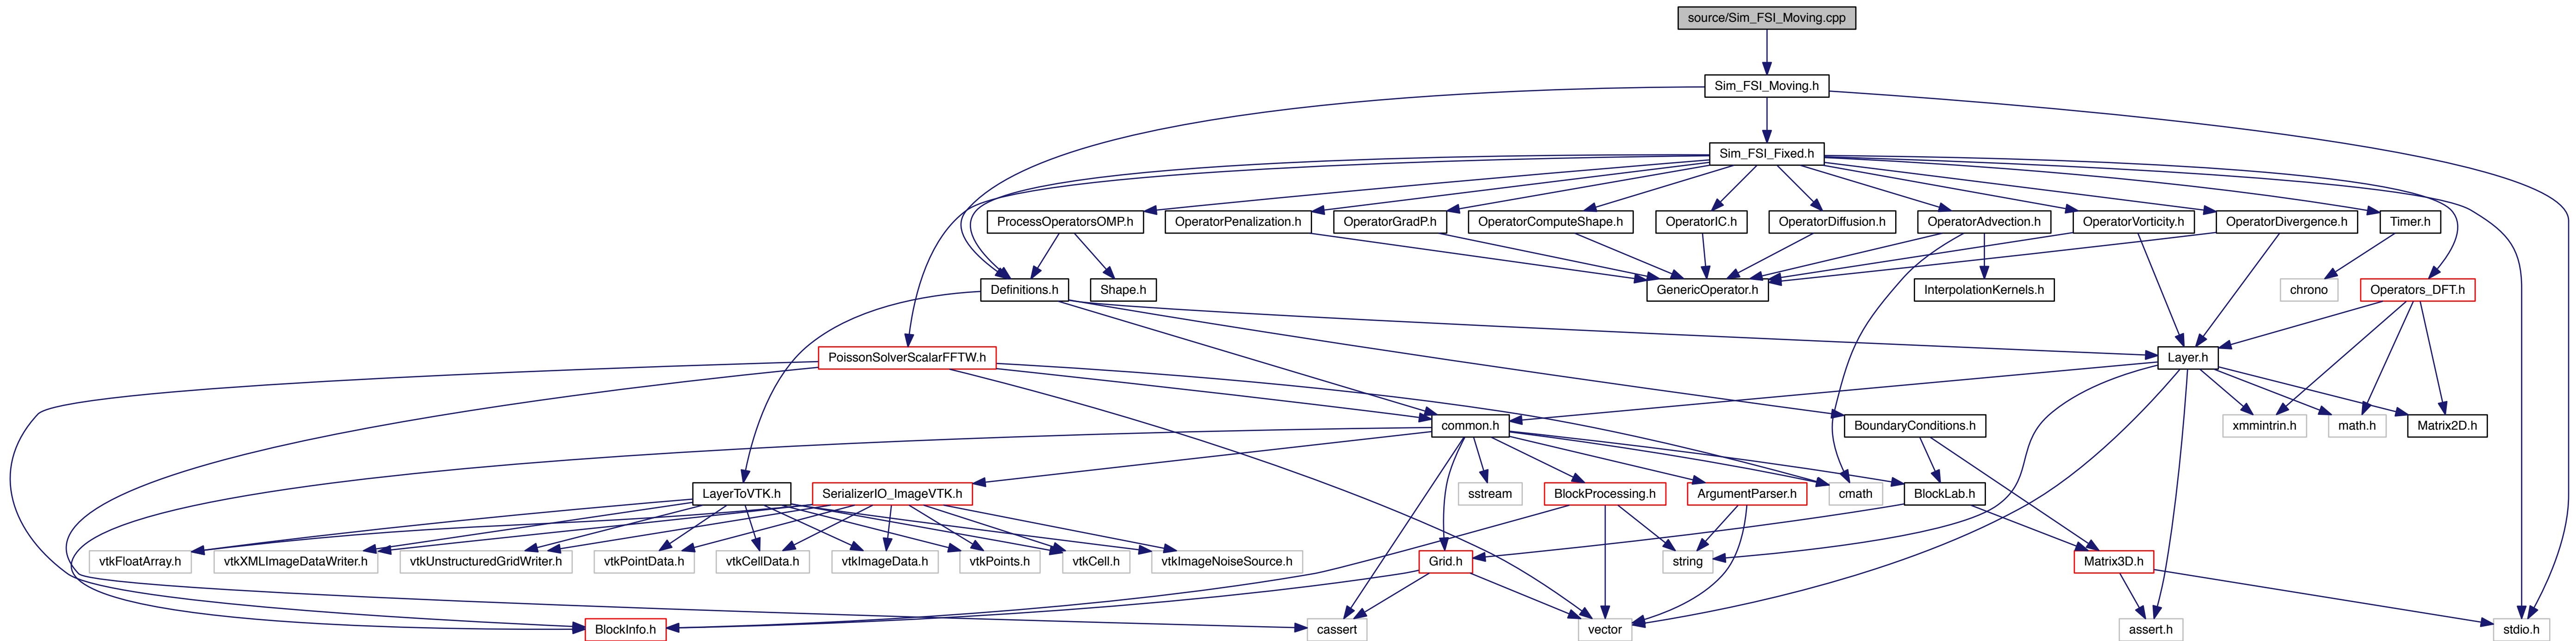 source/Sim_FSI_Moving.cpp
Sim_FSI_Moving.h
Sim_FSI_Fixed.h
ProcessOperatorsOMP.h
OperatorPenalization.h
OperatorGradP.h
OperatorComputeShape.h
OperatorIC.h
OperatorDiffusion.h
OperatorAdvection.h
OperatorVorticity.h
OperatorDivergence.h
Timer.h
Definitions.h
Shape.h
GenericOperator.h
InterpolationKernels.h
chrono
Operators_DFT.h
PoissonSolverScalarFFTW.h
Layer.h
common.h
BoundaryConditions.h
xmmintrin.h
math.h
Matrix2D.h
LayerToVTK.h
SerializerIO_ImageVTK.h
sstream
BlockProcessing.h
ArgumentParser.h
cmath
BlockLab.h
vtkFloatArray.h
vtkXMLImageDataWriter.h
vtkUnstructuredGridWriter.h
vtkPointData.h
vtkCellData.h
vtkImageData.h
vtkPoints.h
vtkCell.h
vtkImageNoiseSource.h
Grid.h
string
Matrix3D.h
BlockInfo.h
cassert
vector
assert.h
stdio.h